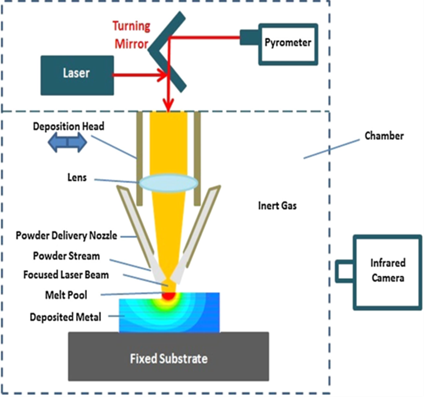 Turning
Mirror
Pyrometer
Laser
Deposition Head
Chamber
Lens
Inert Gas
Powder Delivery Nozzle
Powder Stream
Focused Laser Beam
Melt Pool
Deposited Metal
Infrared
Camera
Fixed Substrate